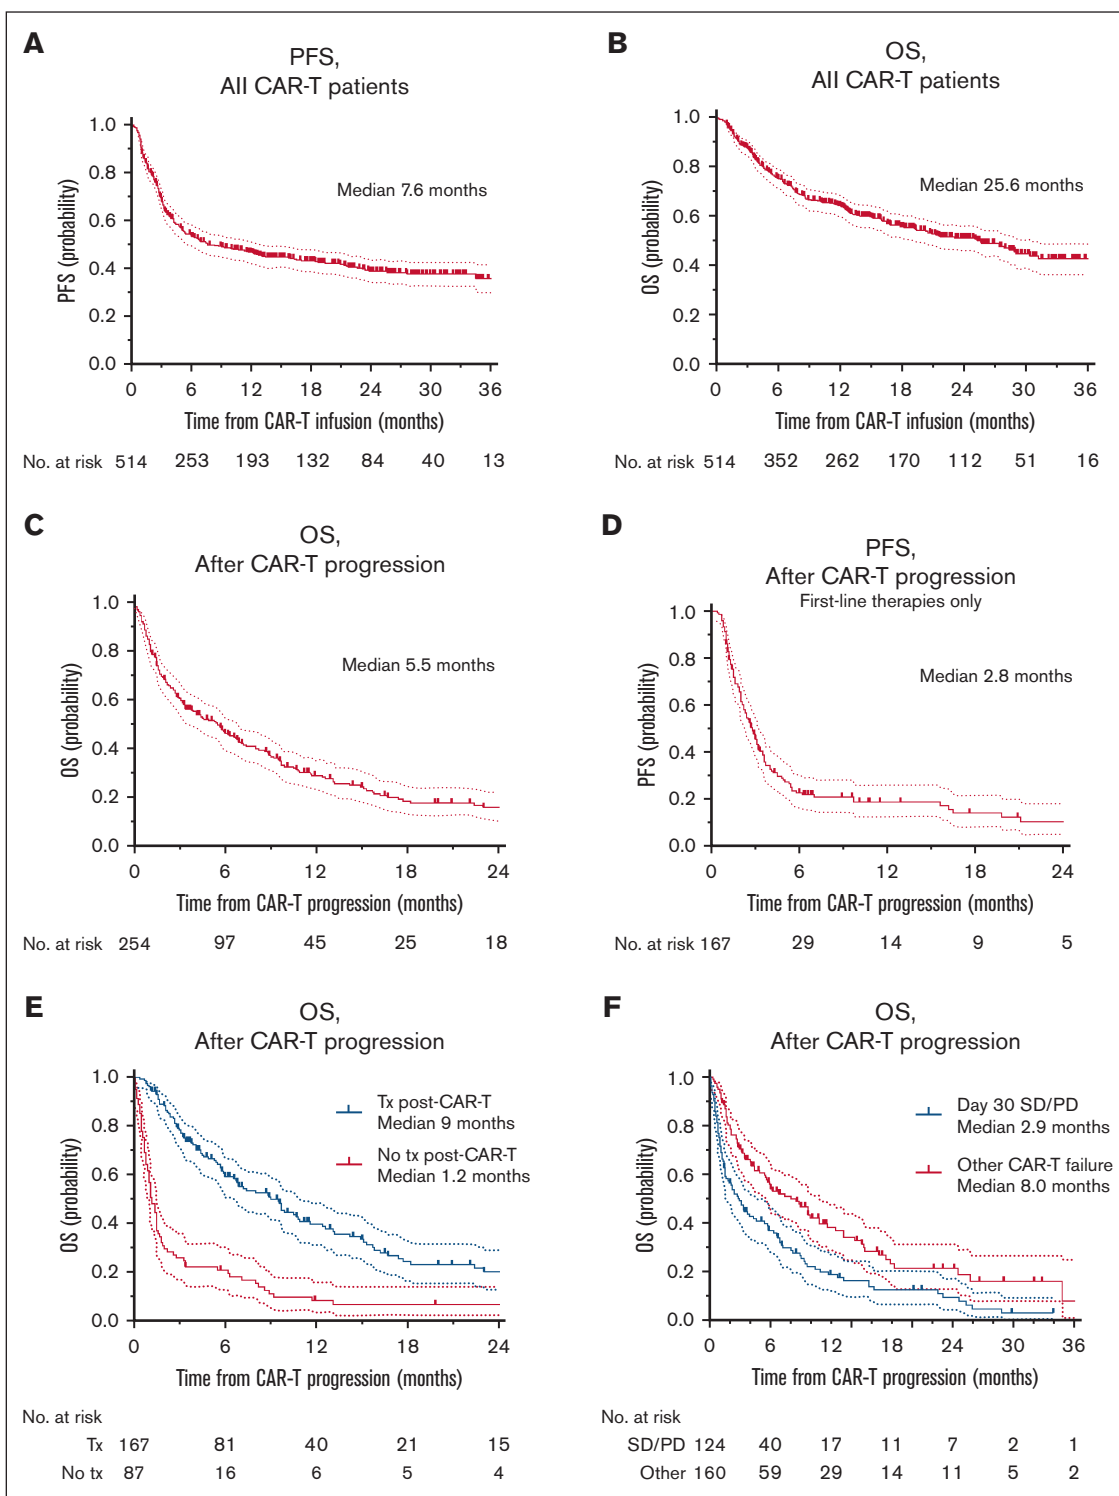 A
PFS,
All CAR-T patients
1.0
0.8
0.6
0.4
0.2
0.0
PFS (probability)
Median 7.6 months
0 6 12 18 24 30 36
Time from CAR-T infusion (months)
No. at risk 514 253 193 132 84 40 13
B
OS,
All CAR-T patients
1.0
0.8
0.6
0.4
0.2
0.0
OS (probability)
Median 25.6 months
0 6 12 18 24 30 36
Time from CAR-T infusion (months)
No. at risk 514 352 262 170 112 51 16
C
OS,
After CAR-T progression
1.0
0.8
0.6
0.4
0.2
0.0
OS (probability)
Median 5.5 months
0 6 12 18 24
Time from CAR-T progression (months)
No. at risk 254 97 45 25 18
D
PFS,
After CAR-T progression
First-line therapies only
1.0
0.8
0.6
0.4
0.2
0.0
PFS (probability)
Median 2.8 months
0 6 12 18 24
Time from CAR-T progression (months)
No. at risk 167 29 14 9 5
E
OS,
After CAR-T progression
1.0
0.8
0.6
0.4
0.2
0.0
OS (probability)
Tx post-CAR-T
Median 9 months
No tx post-CAR-T
Median 1.2 months
0 6 12 18 24
Time from CAR-T progression (months)
No. at risk
Tx 167 81 40 21 15
No tx 87 16 6 5 4
F
OS,
After CAR-T progression
1.0
0.8
0.6
0.4
0.2
0.0
OS (probability)
Day 30 SD/PD
Median 2.9 months
Other CAR-T failure
Median 8.0 months
0 6 12 18 24 30 36
Time from CAR-T progression (months)
No. at risk
SD/PD 124 40 17 11 7 2 1
Other 160 59 29 14 11 5 2